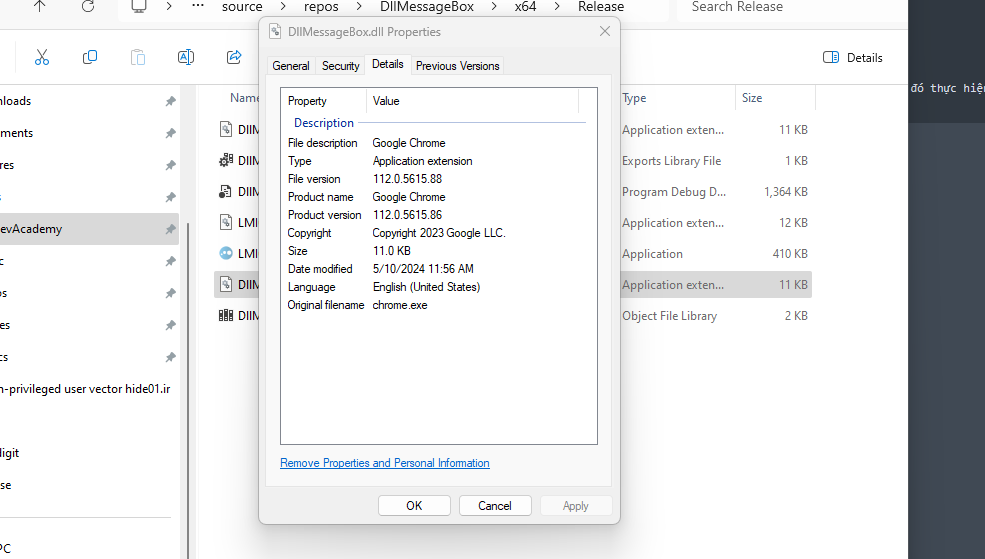 source > repos > DllMessageBox > x64 > Release
Search Release
DllMessageBox.dll Properties
General Security Details Previous Versions
Property Value
Description
File description Google Chrome
Type Application extension
File version 112.0.5615.88
Product name Google Chrome
Product version 112.0.5615.86
Copyright Copyright 2023 Google LLC.
Size 11.0 KB
Date modified 5/10/2024 11:56 AM
Language English (United States)
Original filename chrome.exe
Remove Properties and Personal Information
OK Cancel Apply
Details
đó thực hiện
nloads
ments
res
s
evAcademy
c
os
es
cs
n-privileged user vector hide01.ir
digit
se
PC
Name Type Size
DllM Application exten... 11 KB
DllM Exports Library File 1 KB
DllM Program Debug D... 1,364 KB
LMI Application exten... 12 KB
LMI Application 410 KB
DllM Application exten... 11 KB
DllM Object File Library 2 KB